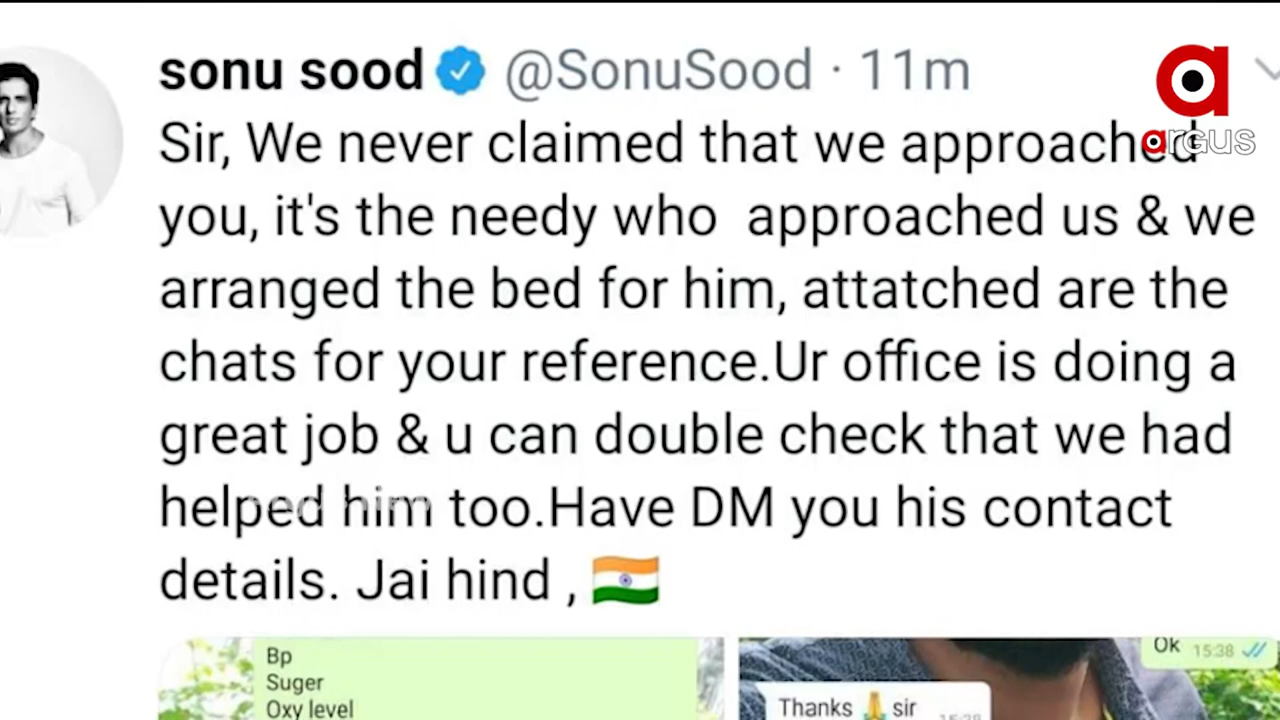 sonu sood @SonuSood · 11m
argus
Sir, We never claimed that we approached
you, it's the needy who approached us & we
arranged the bed for him, attatched are the
chats for your reference.Ur office is doing a
great job & u can double check that we had
helped him too.Have DM you his contact
details. Jai hind , 🇮🇳
Bp
Suger
Oxy level
Ok 15:38
Thanks 🙏 sir